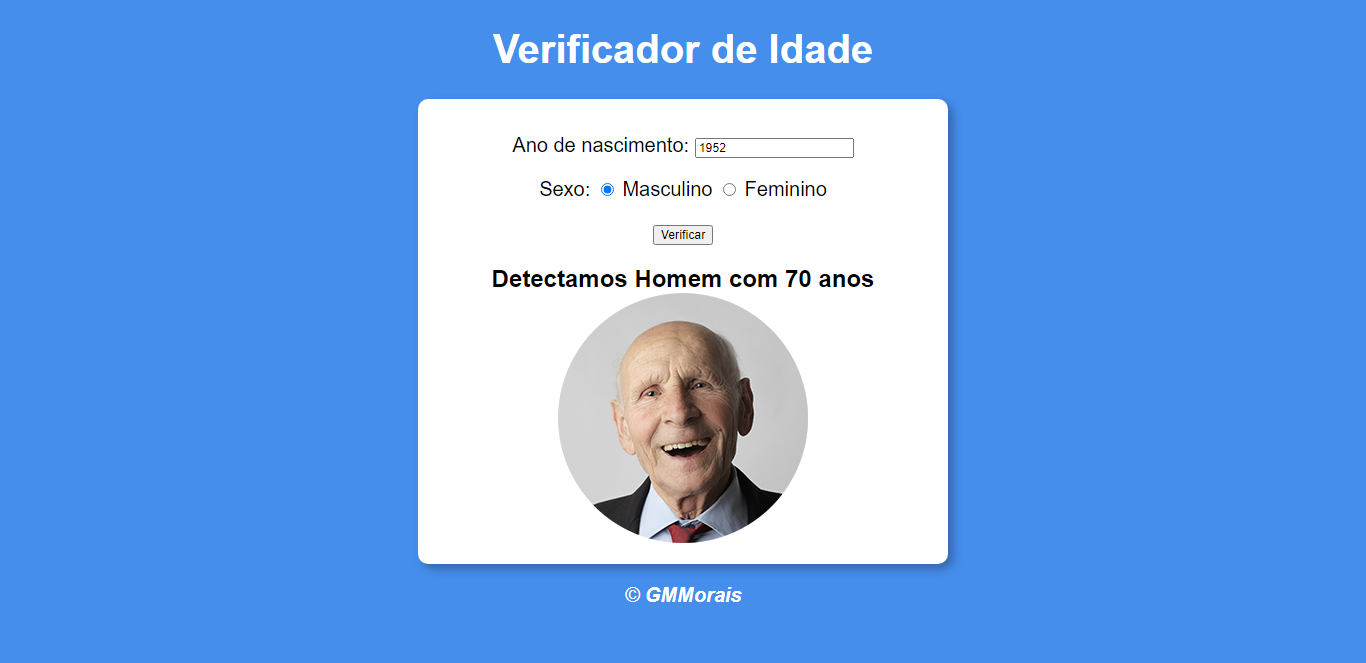 Verificador de Idade
Ano de nascimento: 1952
Sexo: Masculino Feminino
Verificar
Detectamos Homem com 70 anos
© GMMorais